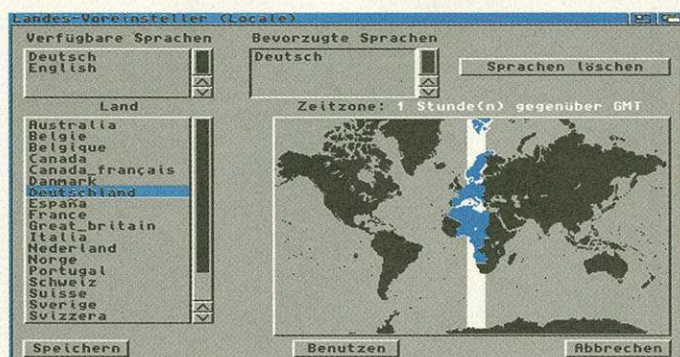 Landes-Voreinsteller (Locale)
Verfügbare Sprachen
Deutsch
English
Bevorzugte Sprachen
Deutsch
Sprachen löschen
Land
Australia
Belgie
Belgique
Canada
Canada_français
Danmark
Deutschland
España
France
Great_britain
Italia
Nederland
Norge
Portugal
Schweiz
Suisse
Sverige
Svizzera
Zeitzone: 1 Stunde(n) gegenüber GMT
Speichern
Benutzen
Abbrechen